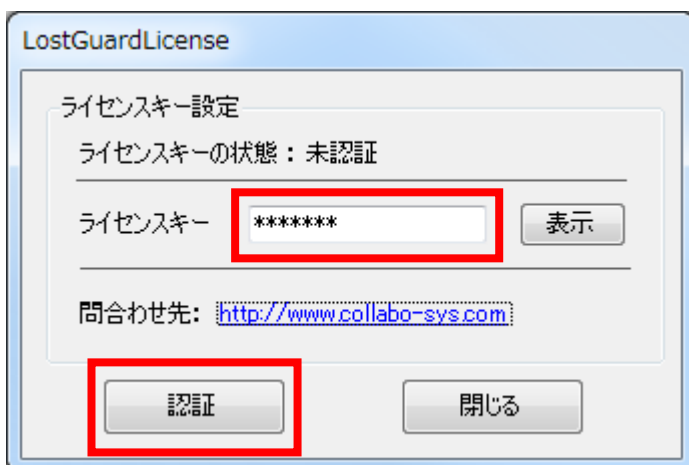 LostGuardLicense
ライセンスキー設定
ライセンスキーの状態：未認証
ライセンスキー ******* 表示
問合わせ先: http://www.collabo-sys.com
認証 閉じる